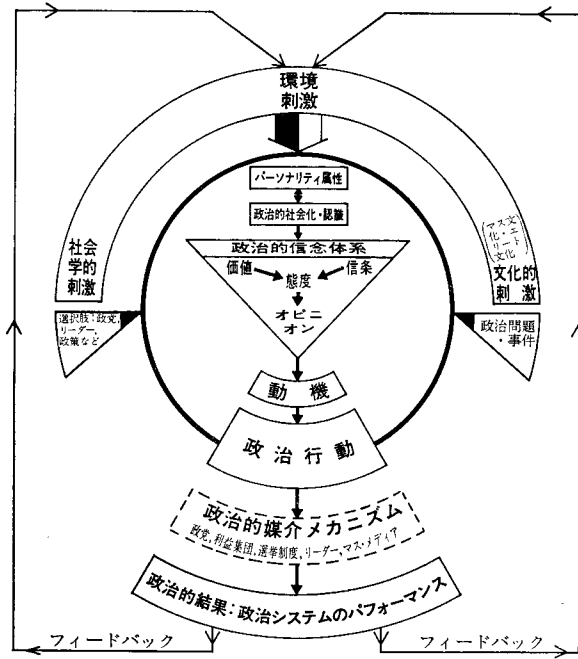 環境
刺激
パーソナリティ属性
政治的社会化・認識
政治的信念体系
価値
信条
態度
オピニ
オン
社会
学的
刺激
(マス文
化・エ
リート
文化)
文化的
刺激
選択肢:政党,
リーダー,
政策など
政治問題
・事件
動機
政治行動
政治的媒介メカニズム
政党,利益集団,選挙制度,リーダー,マス・メディア
政治的結果:政治システムのパフォーマンス
フィードバック
フィードバック